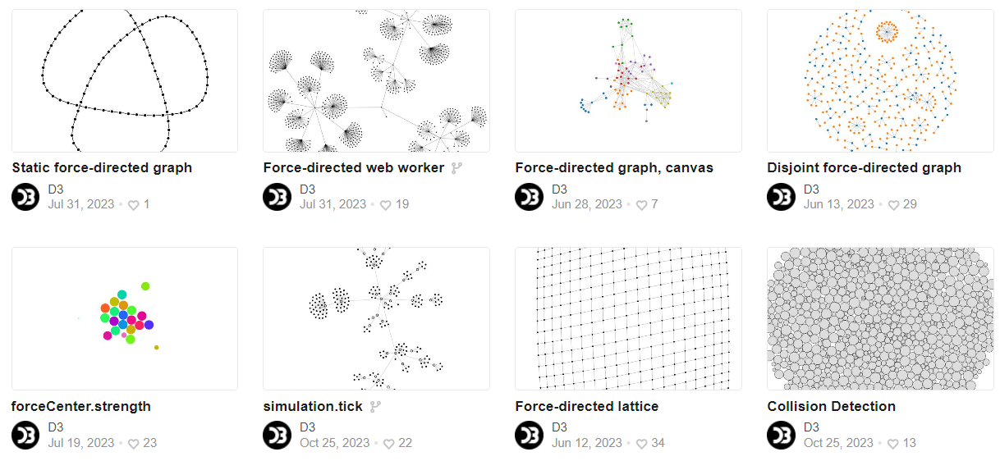 Static force-directed graph
D3
Jul 31, 2023 • 1
Force-directed web worker
D3
Jul 31, 2023 • 19
Force-directed graph, canvas
D3
Jun 28, 2023 • 7
Disjoint force-directed graph
D3
Jun 13, 2023 • 29
forceCenter.strength
D3
Jul 19, 2023 • 23
simulation.tick
D3
Oct 25, 2023 • 22
Force-directed lattice
D3
Jun 12, 2023 • 34
Collision Detection
D3
Oct 25, 2023 • 13